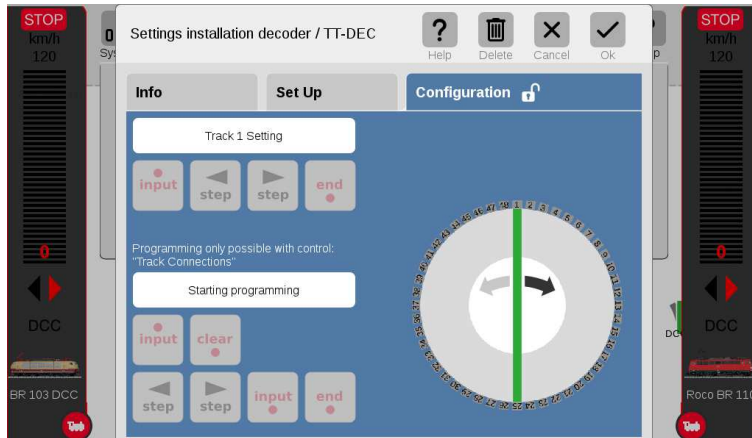 STOP
km/h
120
0
DCC
BR 103 DCC
Settings installation
decoder / TT-DEC
Help
Delete
Cancel
Ok
Info
Set Up
Configuration
Track 1 Setting
input
step
step
end
Programming only possible with control:
"Track Connections"
Starting programming
input
clear
step
step
input
end
STOP
km/h
120
0
DCC
Roco BR 110